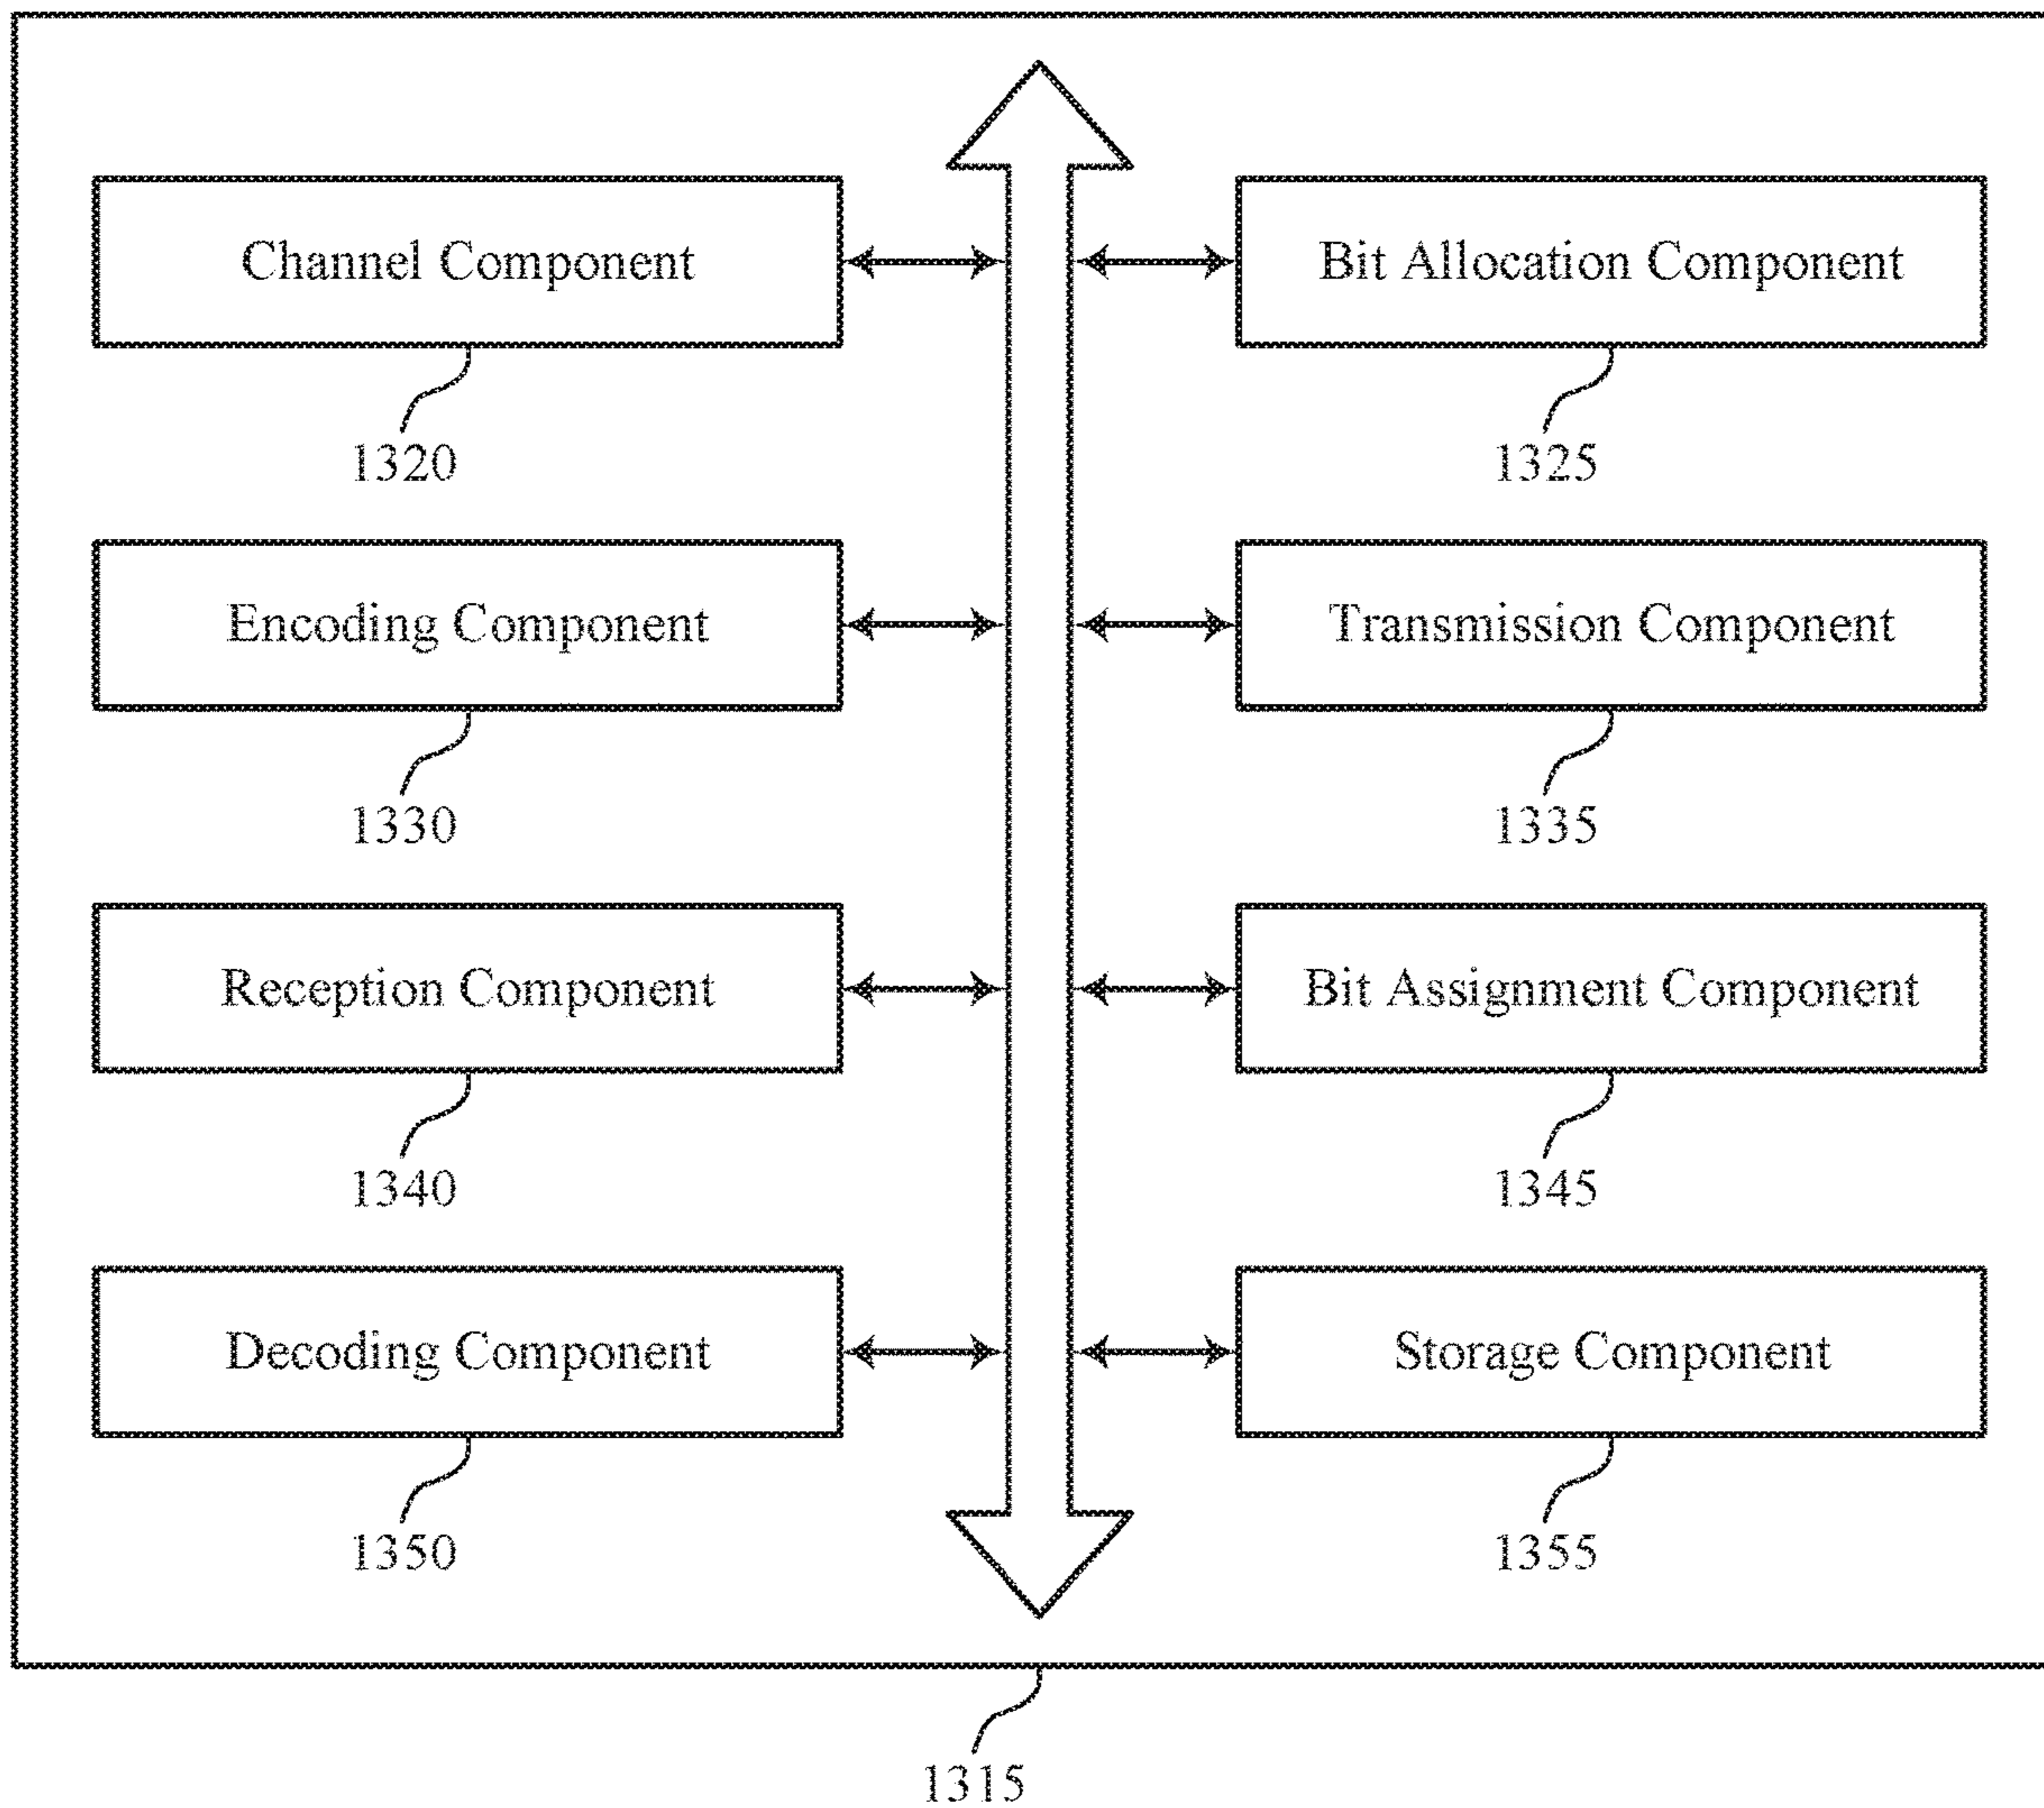 Channel Component
Bit Allocation Component
1320
1325
Encoding Component
Transmission Component
1330
1335
Reception Component
Bit Assignment Component
1340
1345
Decoding Component
Storage Component
1350
1355
1315